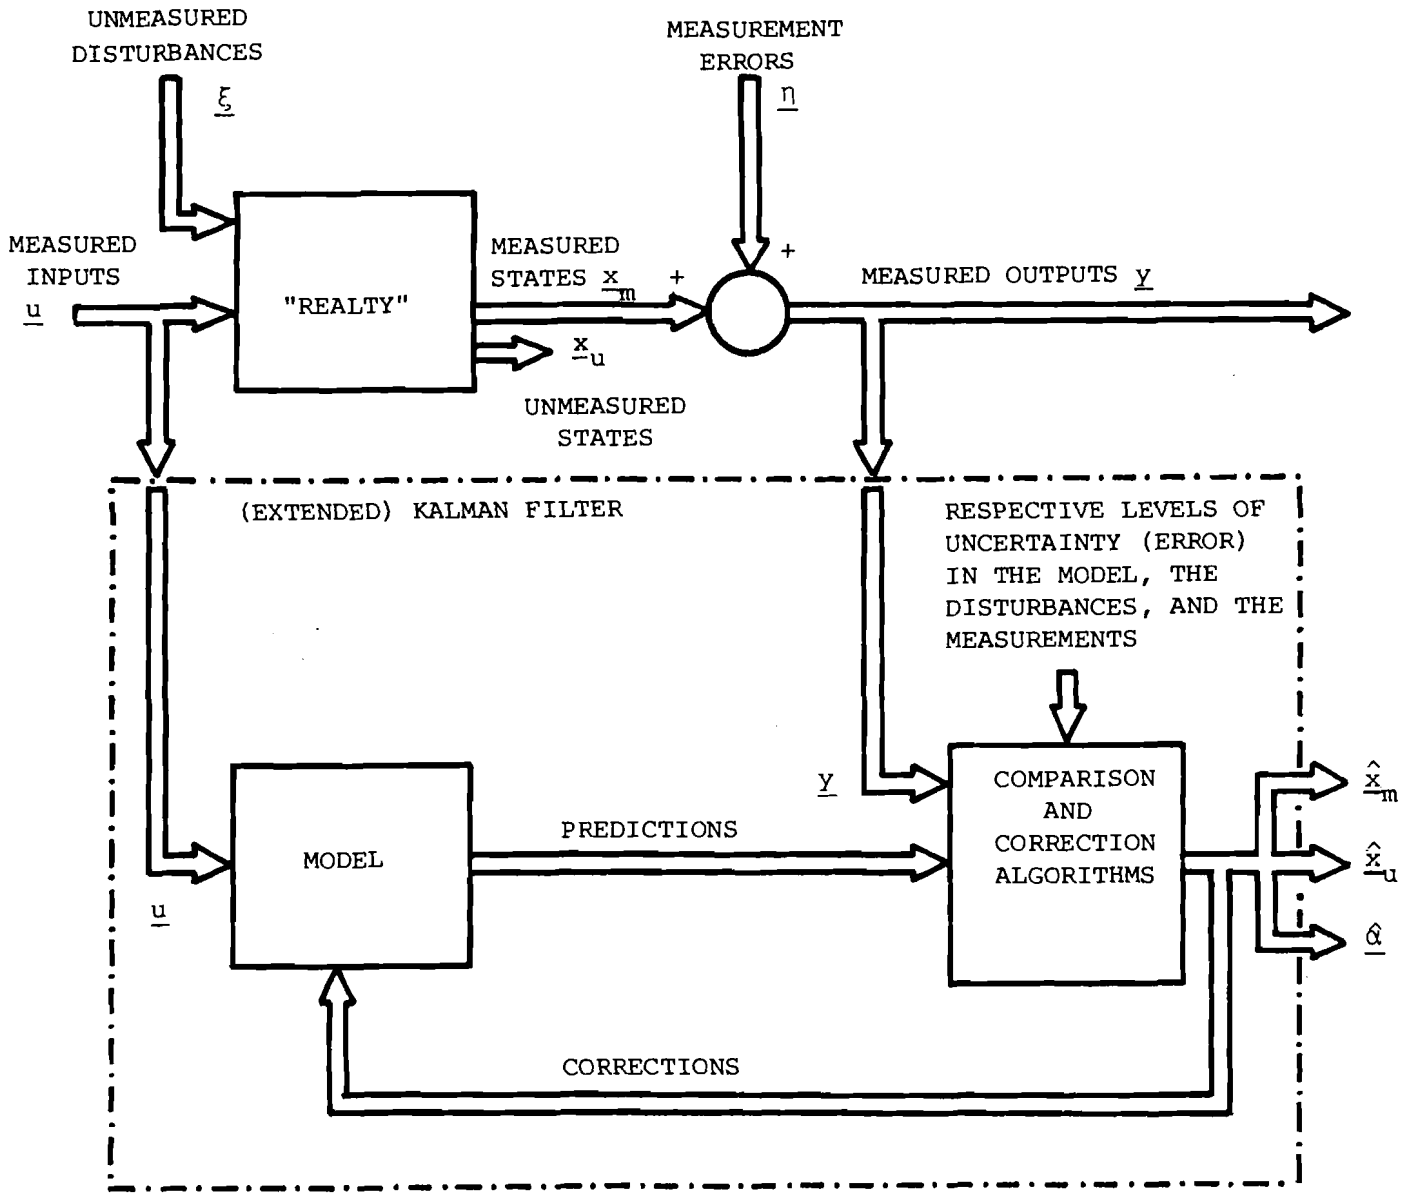 UNMEASURED
DISTURBANCES
ξ
MEASUREMENT
ERRORS
η
MEASURED
INPUTS
u
"REALTY"
MEASURED
STATES x_m
+
+
MEASURED OUTPUTS y
x_u
UNMEASURED
STATES
(EXTENDED) KALMAN FILTER
RESPECTIVE LEVELS OF
UNCERTAINTY (ERROR)
IN THE MODEL, THE
DISTURBANCES, AND THE
MEASUREMENTS
y
COMPARISON
AND
CORRECTION
ALGORITHMS
PREDICTIONS
MODEL
u
x̂_m
x̂_u
α̂
CORRECTIONS